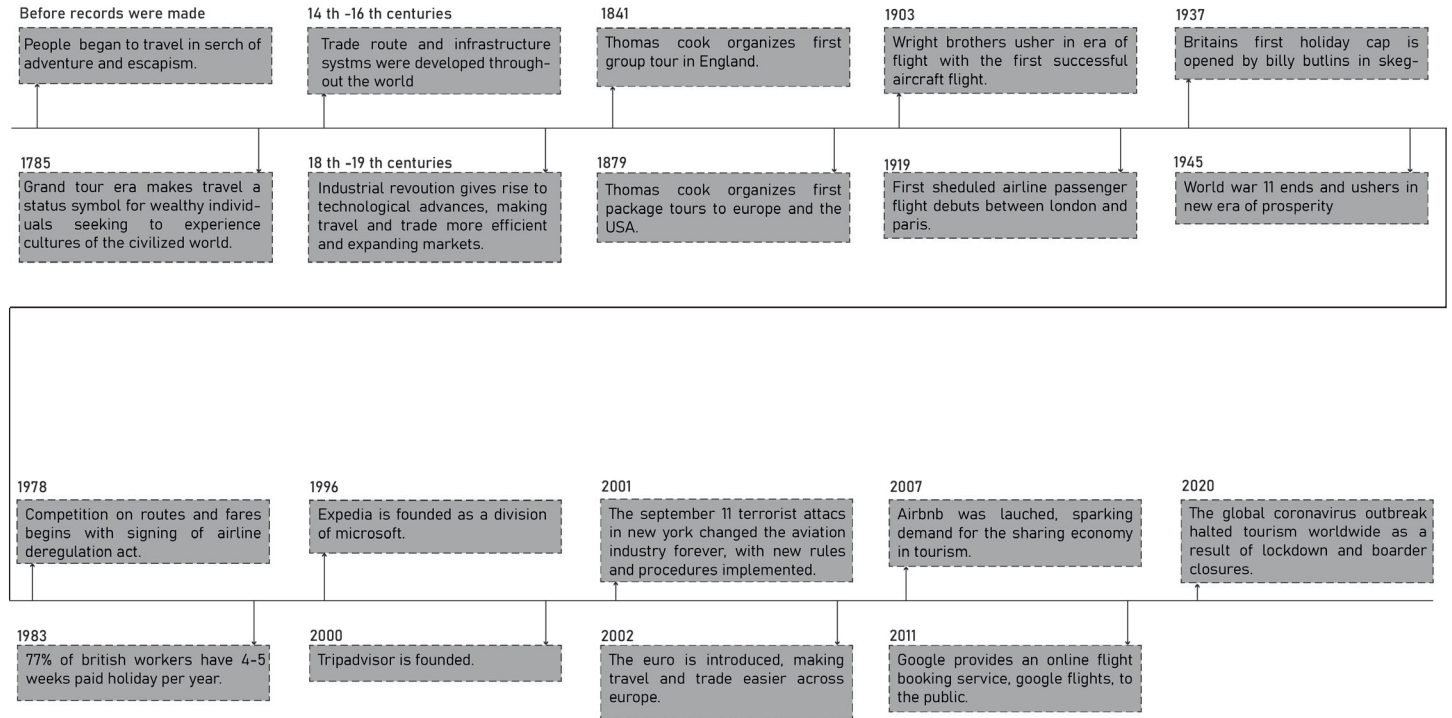 Before records were made
People began to travel in serch of
adventure and escapism.
14 th -16 th centuries
Trade route and infrastructure
systms were developed through-
out the world
1841
Thomas cook organizes first
group tour in England.
1903
Wright brothers usher in era of
flight with the first successful
aircraft flight.
1937
Britains first holiday cap is
opened by billy butlins in skeg-
1785
Grand tour era makes travel a
status symbol for wealthy individ-
uals seeking to experience
cultures of the civilized world.
18 th -19 th centuries
Industrial revoution gives rise to
technological advances, making
travel and trade more efficient
and expanding markets.
1879
Thomas cook organizes first
package tours to europe and the
USA.
1919
First sheduled airline passenger
flight debuts between london and
paris.
1945
World war 11 ends and ushers in
new era of prosperity
1978
Competition on routes and fares
begins with signing of airline
deregulation act.
1996
Expedia is founded as a division
of microsoft.
2001
The september 11 terrorist attacs
in new york changed the aviation
industry forever, with new rules
and procedures implemented.
2007
Airbnb was lauched, sparking
demand for the sharing economy
in tourism.
2020
The global coronavirus outbreak
halted tourism worldwide as a
result of lockdown and boarder
closures.
1983
77% of british workers have 4-5
weeks paid holiday per year.
2000
Tripadvisor is founded.
2002
The euro is introduced, making
travel and trade easier across
europe.
2011
Google provides an online flight
booking service, google flights, to
the public.